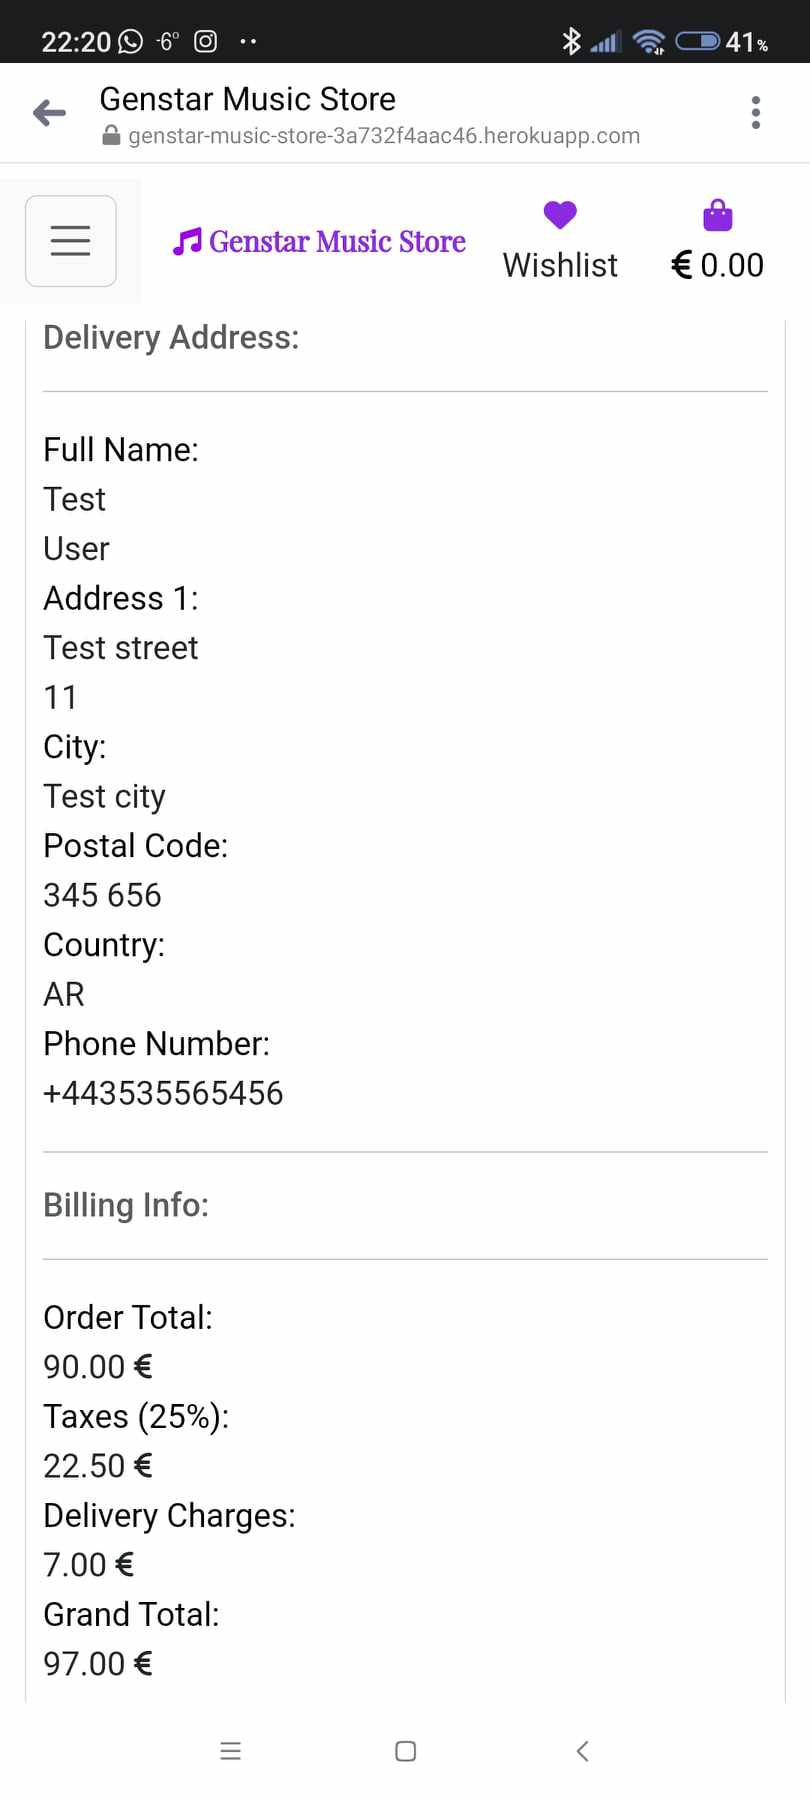 22:20 -6° 41%
Genstar Music Store
genstar-music-store-3a732f4aac46.herokuapp.com
Genstar Music Store
Wishlist
€ 0.00
Delivery Address:
Full Name:
Test
User
Address 1:
Test street
11
City:
Test city
Postal Code:
345 656
Country:
AR
Phone Number:
+443535565456
Billing Info:
Order Total:
90.00 €
Taxes (25%):
22.50 €
Delivery Charges:
7.00 €
Grand Total:
97.00 €